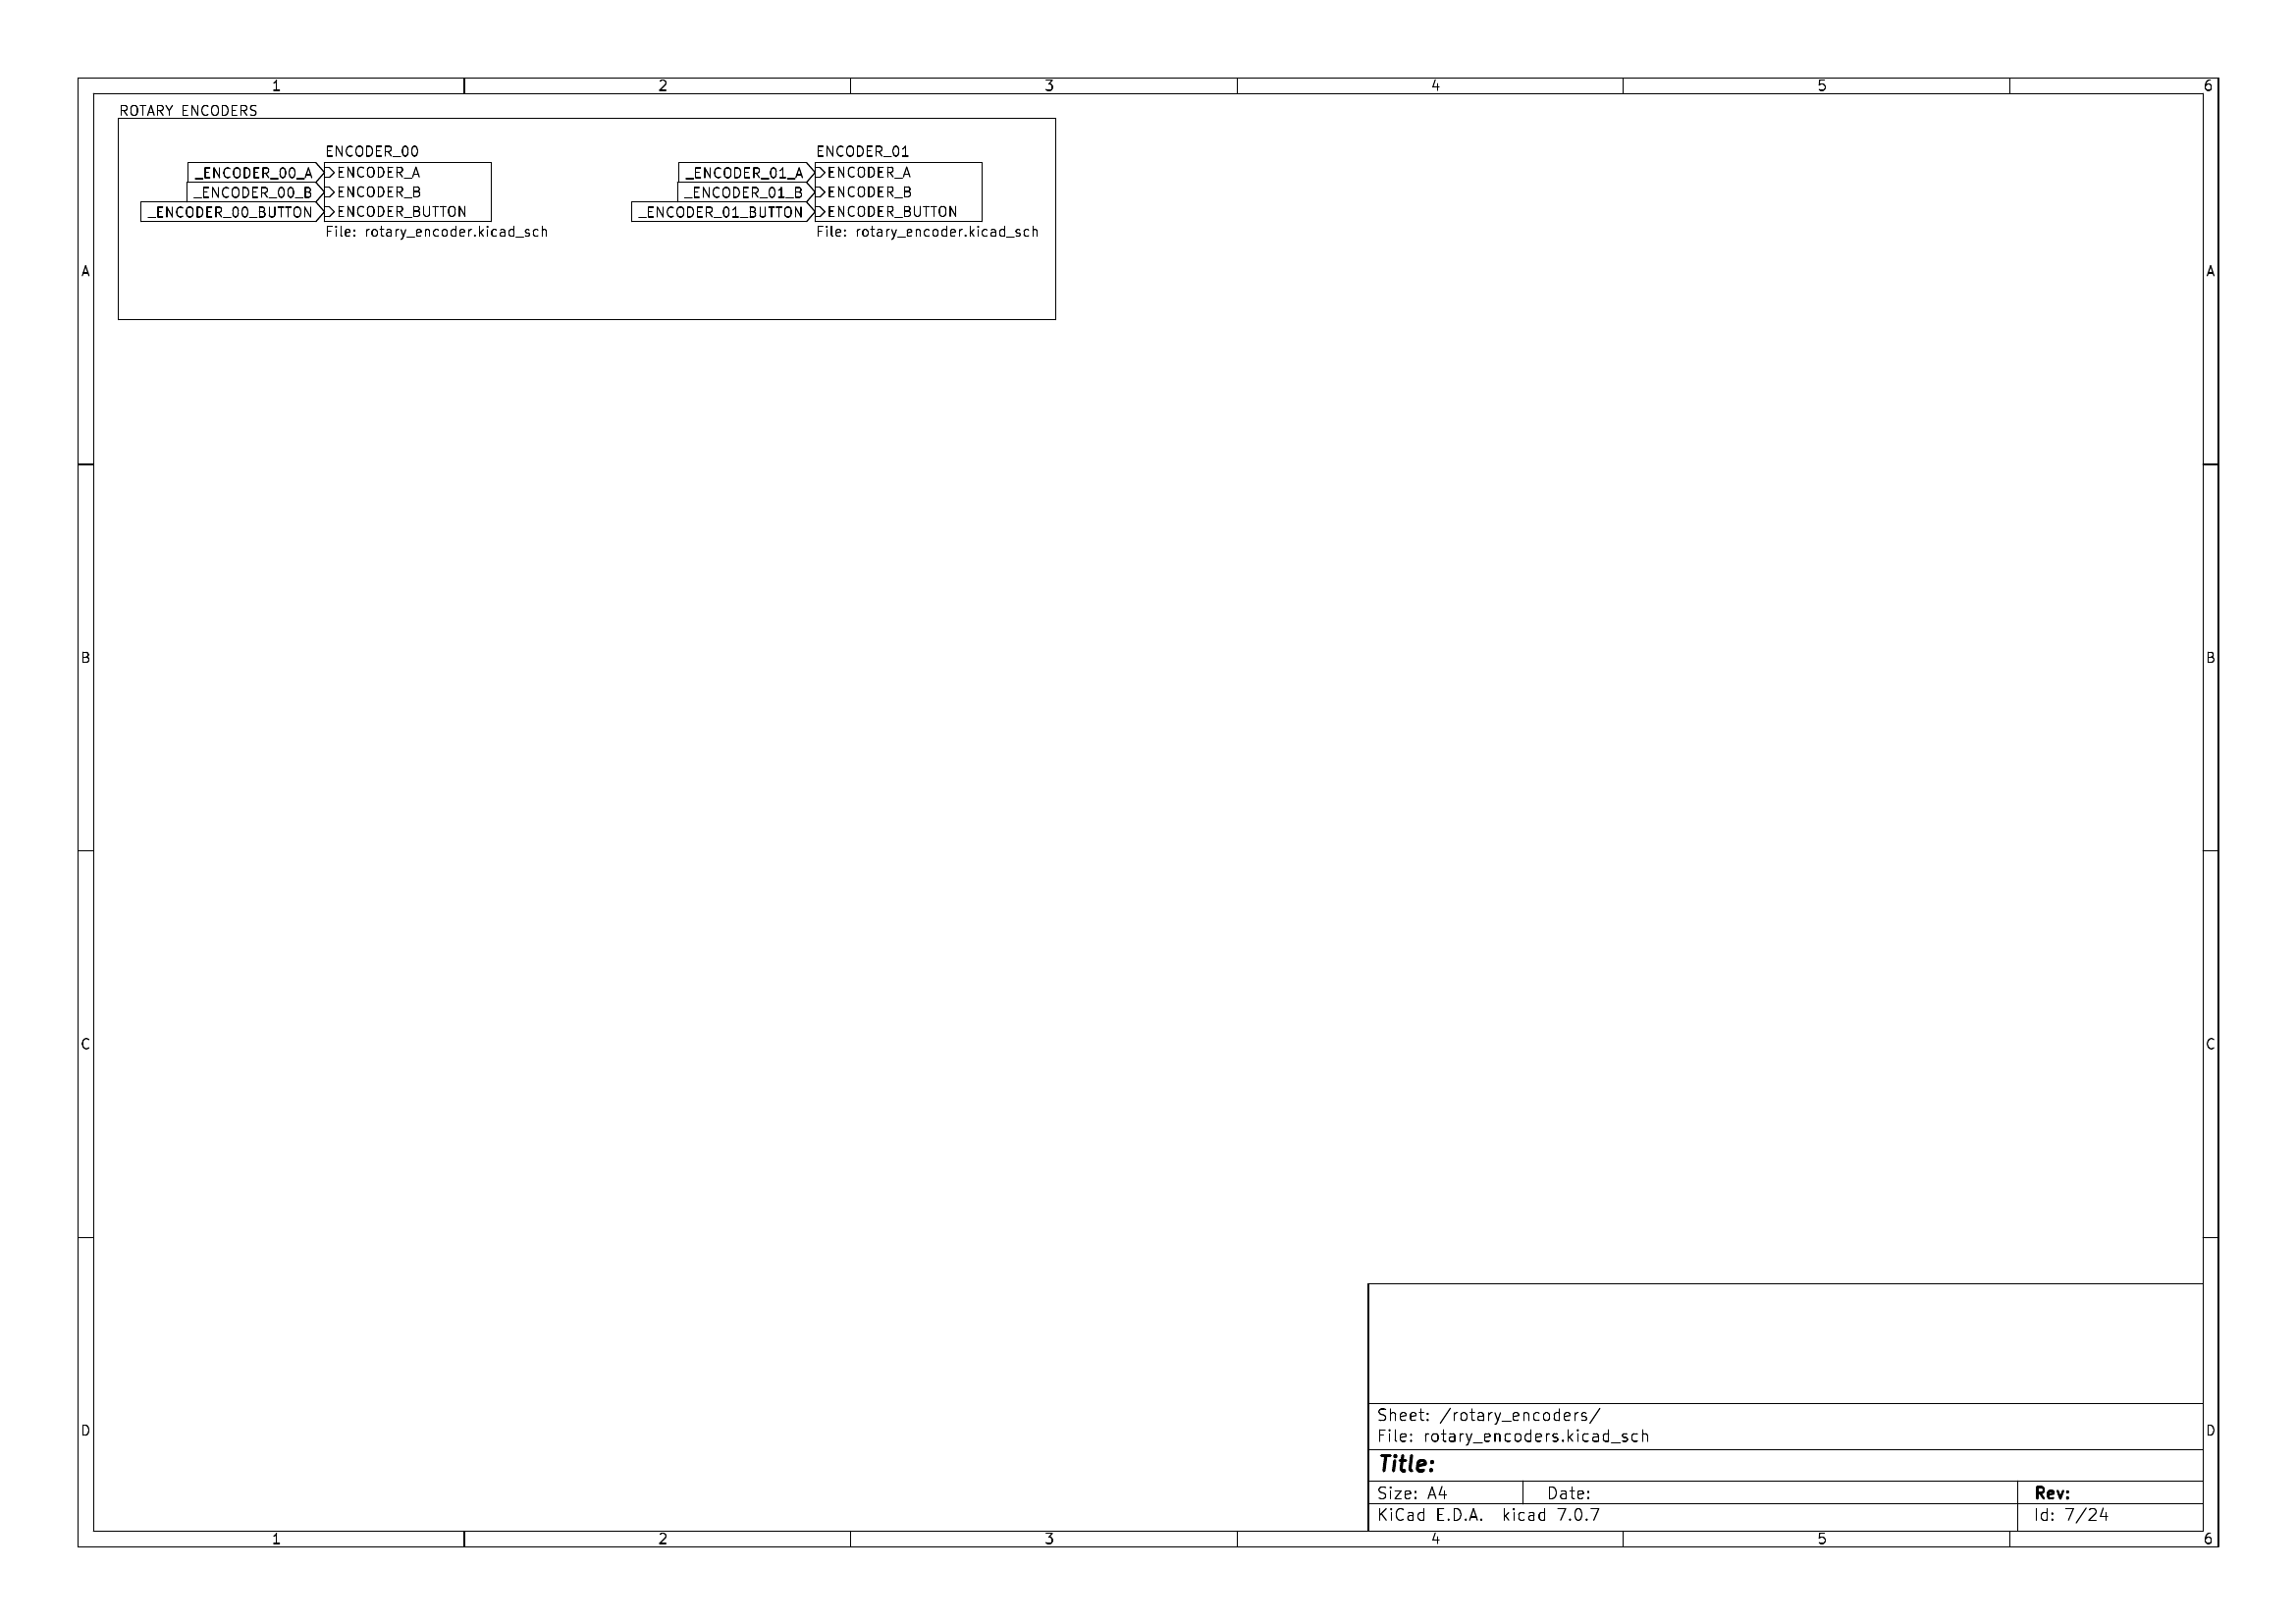 1 2 3 4 5 6
ROTARY ENCODERS
ENCODER_00 ENCODER_01
_ENCODER_00_A ENCODER_A _ENCODER_01_A ENCODER_A
_ENCODER_00_B ENCODER_B _ENCODER_01_B ENCODER_B
_ENCODER_00_BUTTON ENCODER_BUTTON _ENCODER_01_BUTTON ENCODER_BUTTON
File: rotary_encoder.kicad_sch File: rotary_encoder.kicad_sch
A A
B B
C C
Sheet: /rotary_encoders/
D D
File: rotary_encoders.kicad_sch
Title:
Size: A4 Date: Rev:
KiCad E.D.A. kicad 7.0.7 Id: 7/24
1 2 3 4 5 6